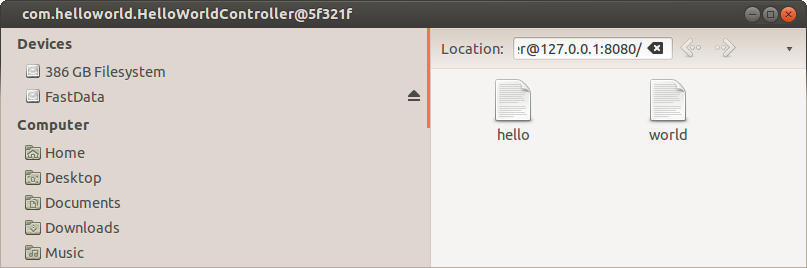 com.helloworld.HelloWorldController@5f321f
Devices
386 GB Filesystem
FastData
Computer
Home
Desktop
Documents
Downloads
Music
Location: er@127.0.0.1:8080/
hello
world